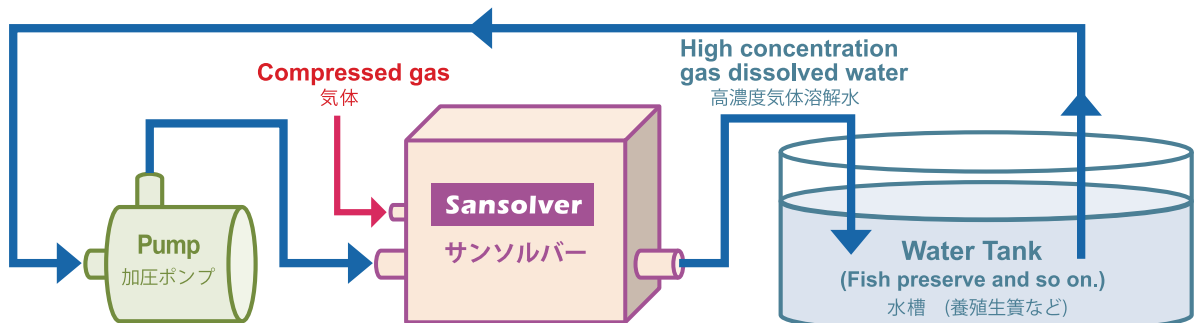 High concentration
gas dissolved water
高濃度気体溶解水
Compressed gas
気体
Pump
加圧ポンプ
Sansolver
サンソルバー
Water Tank
(Fish preserve and so on.)
水槽 (養殖生簀など)